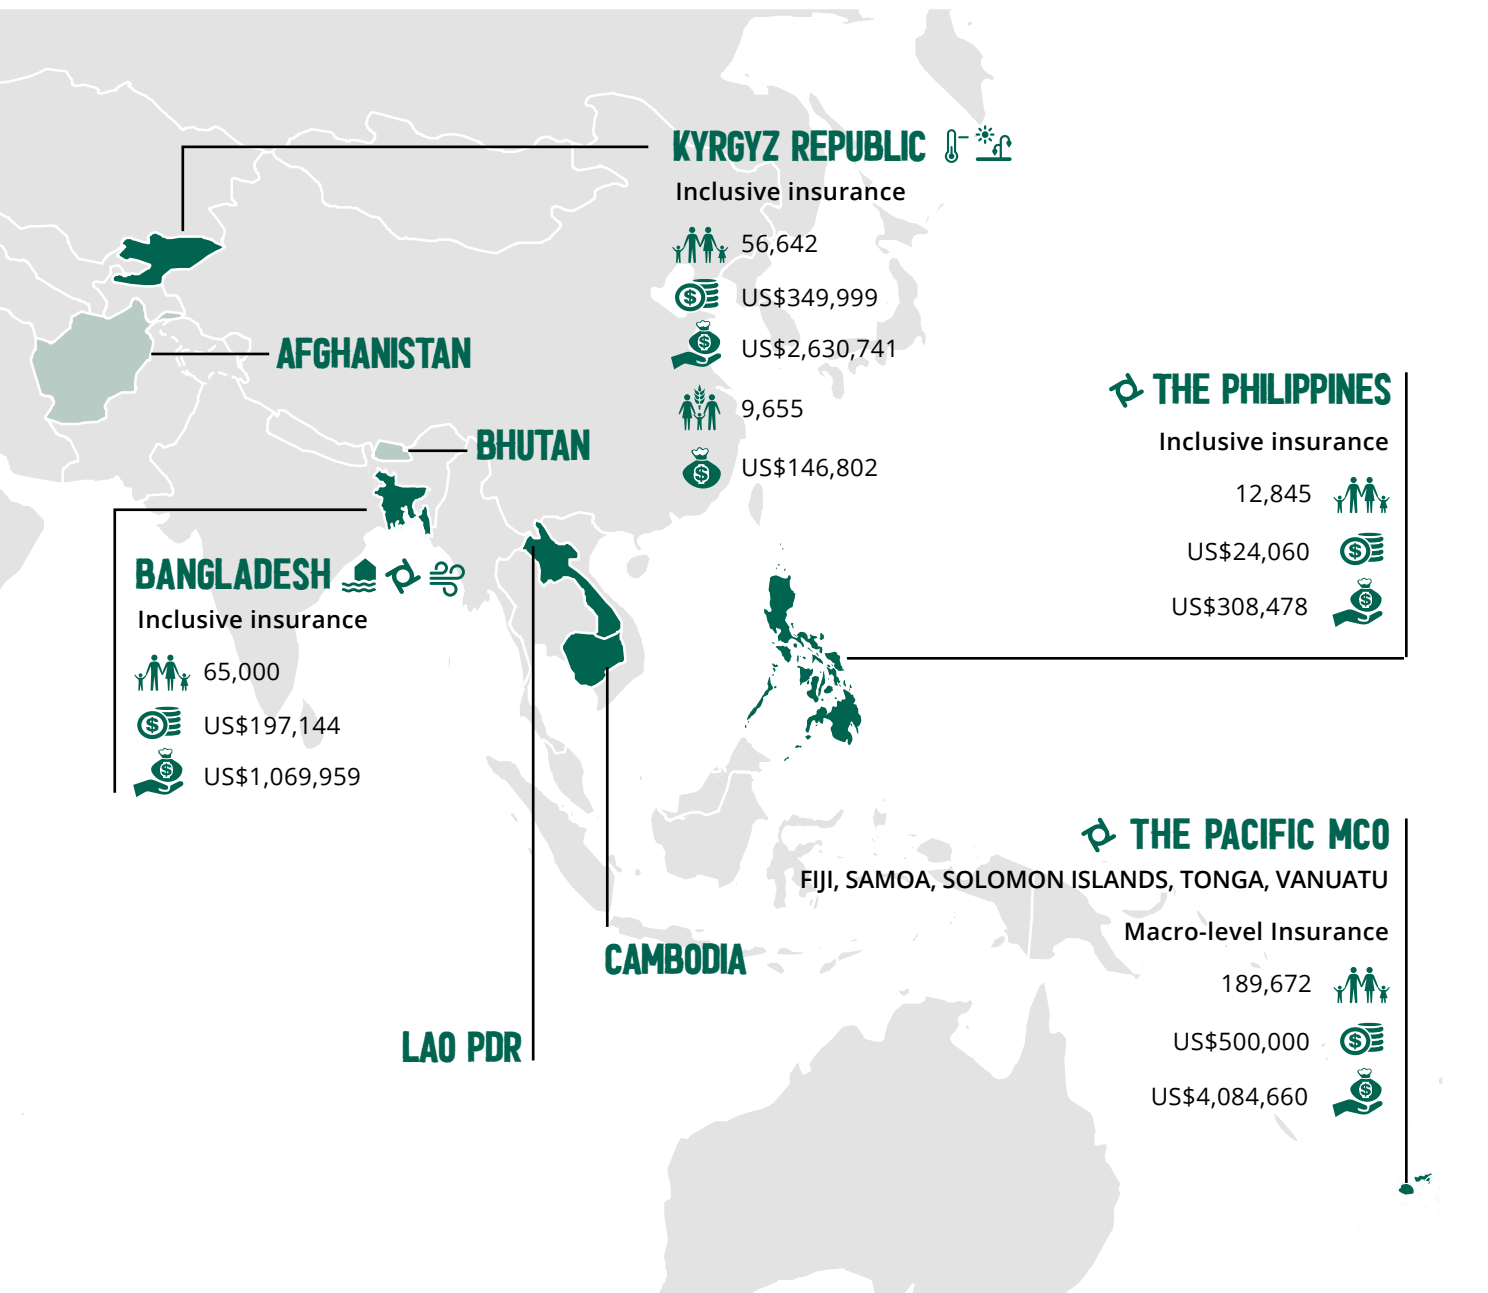 KYRGYZ REPUBLIC
Inclusive insurance
56,642
US$349,999
US$2,630,741
9,655
US$146,802
AFGHANISTAN
BHUTAN
THE PHILIPPINES
Inclusive insurance
12,845
US$24,060
US$308,478
BANGLADESH
Inclusive insurance
65,000
US$197,144
US$1,069,959
THE PACIFIC MCO
FIJI, SAMOA, SOLOMON ISLANDS, TONGA, VANUATU
Macro-level Insurance
189,672
US$500,000
US$4,084,660
CAMBODIA
LAO PDR